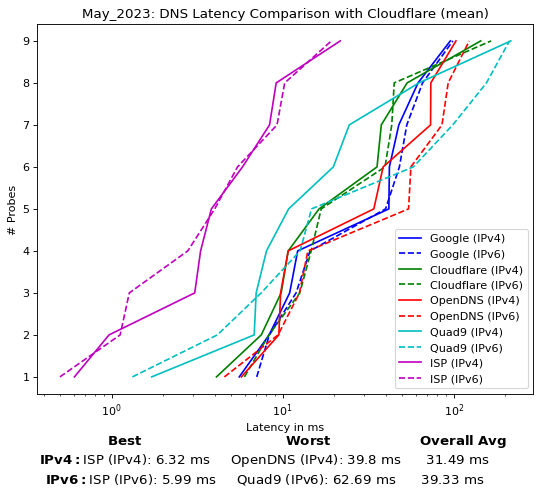 May_2023: DNS Latency Comparison with Cloudflare (mean)
# Probes
9
8
7
6
5
4
3
2
1
Google (IPv4)
Google (IPv6)
Cloudflare (IPv4)
Cloudflare (IPv6)
OpenDNS (IPv4)
OpenDNS (IPv6)
Quad9 (IPv4)
Quad9 (IPv6)
ISP (IPv4)
ISP (IPv6)
10⁰ 10¹ 10²
Latency in ms
Best Worst Overall Avg
IPv4: ISP (IPv4): 6.32 ms OpenDNS (IPv4): 39.8 ms 31.49 ms
IPv6: ISP (IPv6): 5.99 ms Quad9 (IPv6): 62.69 ms 39.33 ms